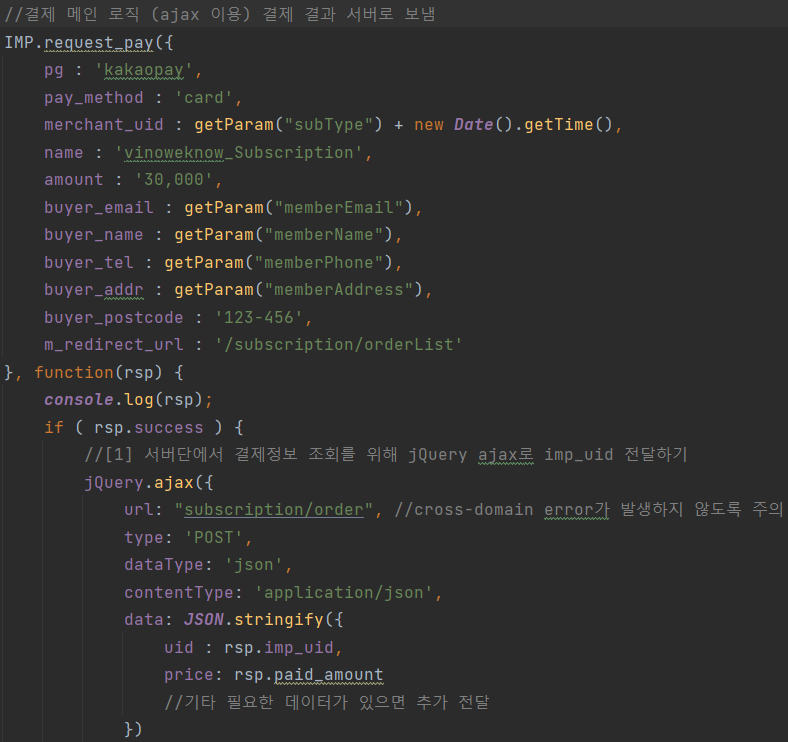 //결제 메인 로직 (ajax 이용) 결제 결과 서버로 보냄
IMP.request_pay({
pg : 'kakaopay',
pay_method : 'card',
merchant_uid : getParam("subType") + new Date().getTime(),
name : 'vinoweknow_Subscription',
amount : '30,000',
buyer_email : getParam("memberEmail"),
buyer_name : getParam("memberName"),
buyer_tel : getParam("memberPhone"),
buyer_addr : getParam("memberAddress"),
buyer_postcode : '123-456',
m_redirect_url : '/subscription/orderList'
}, function(rsp) {
console.log(rsp);
if ( rsp.success ) {
//[1] 서버단에서 결제정보 조회를 위해 jQuery ajax로 imp_uid 전달하기
jQuery.ajax({
url: "subscription/order", //cross-domain error가 발생하지 않도록 주의
type: 'POST',
dataType: 'json',
contentType: 'application/json',
data: JSON.stringify({
uid : rsp.imp_uid,
price: rsp.paid_amount
//기타 필요한 데이터가 있으면 추가 전달
})